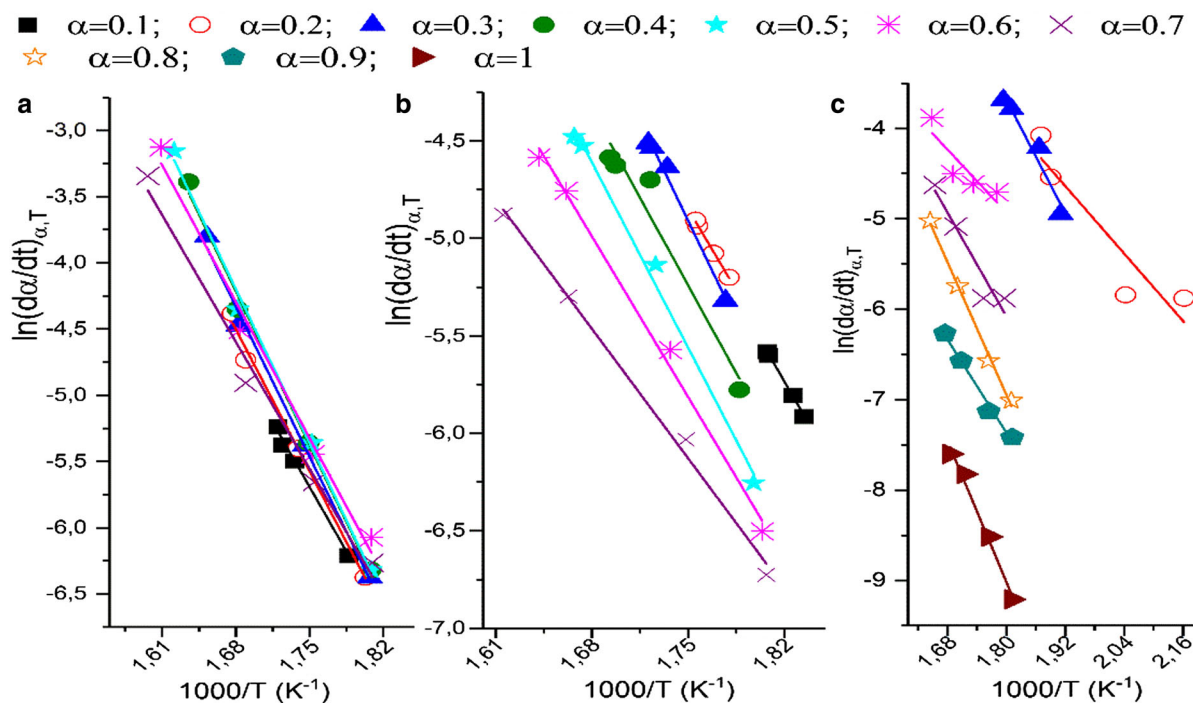 α=0.1; α=0.2; α=0.3; α=0.4; α=0.5; α=0.6; α=0.7
α=0.8; α=0.9; α=1
a
-3,0
-3,5
-4,0
-4,5
-5,0
-5,5
-6,0
-6,5
ln(dα/dt)α,T
1,61 1,68 1,75 1,82
1000/T (K-1)
b
-4,5
-5,0
-5,5
-6,0
-6,5
-7,0
ln(dα/dt)α,T
1,61 1,68 1,75 1,82
1000/T (K-1)
c
-4
-5
-6
-7
-8
-9
ln(dα/dt)α,T
1,68 1,80 1,92 2,04 2,16
1000/T (K-1)